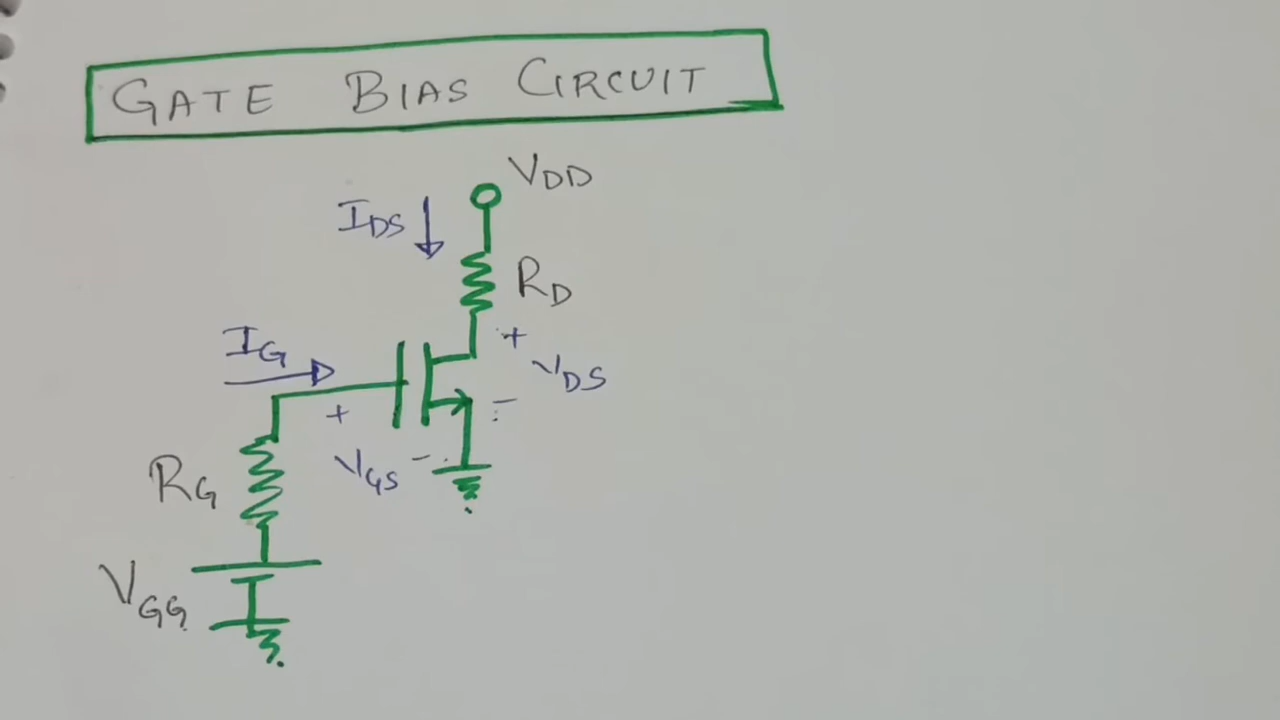 GATE BIAS CIRCUIT
VDD
IDS
RD
IG
+
VDS
+
-
VGS -
RG
VGG